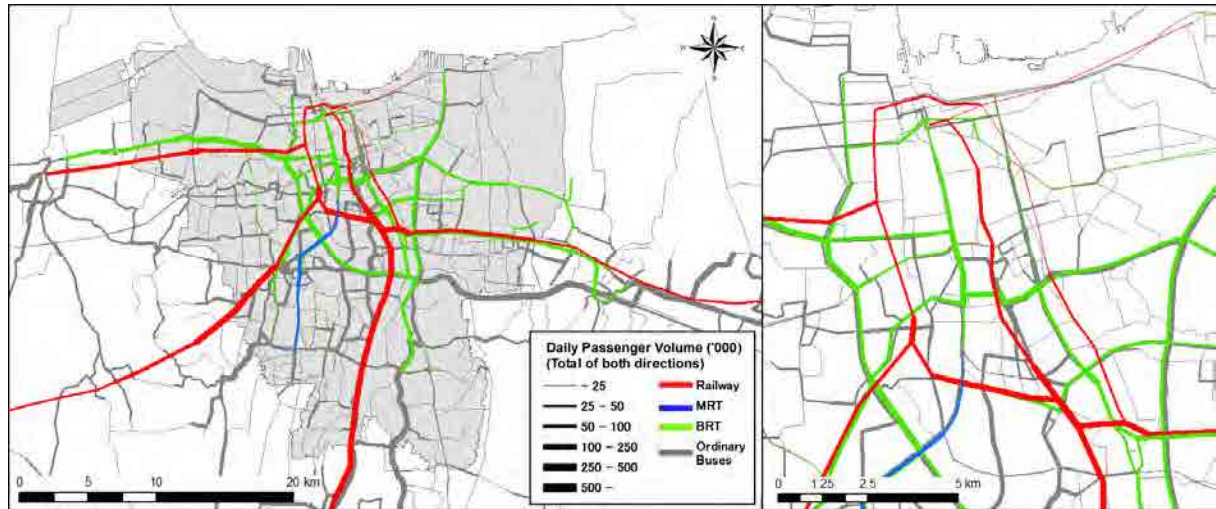 N
W
E
S
Daily Passenger Volume ('000)
(Total of both directions)
~ 25
25 – 50
50 – 100
100 – 250
250 – 500
500 -
Railway
MRT
BRT
Ordinary
Buses
0 5 10 20 km
0 1.25 2.5 5 km